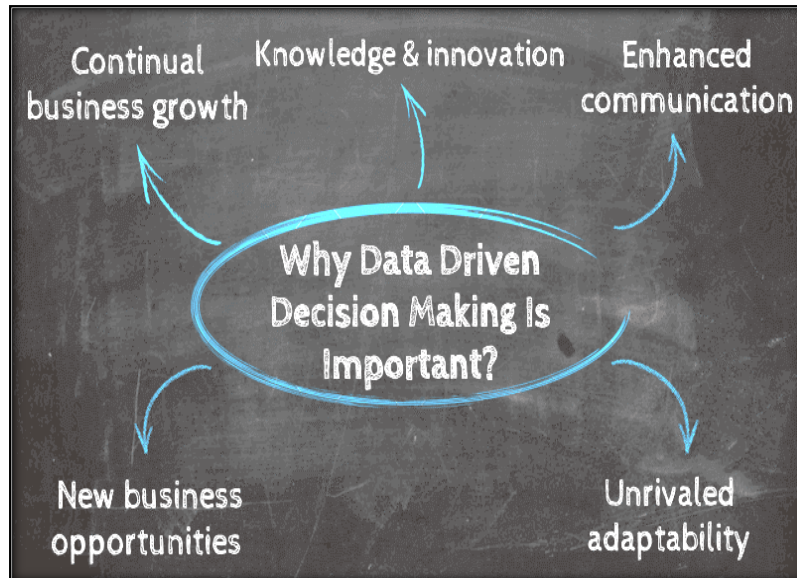 Continual
business growth
Knowledge & innovation
Enhanced
communication
Why Data Driven
Decision Making Is
Important?
New business
opportunities
Unrivaled
adaptability